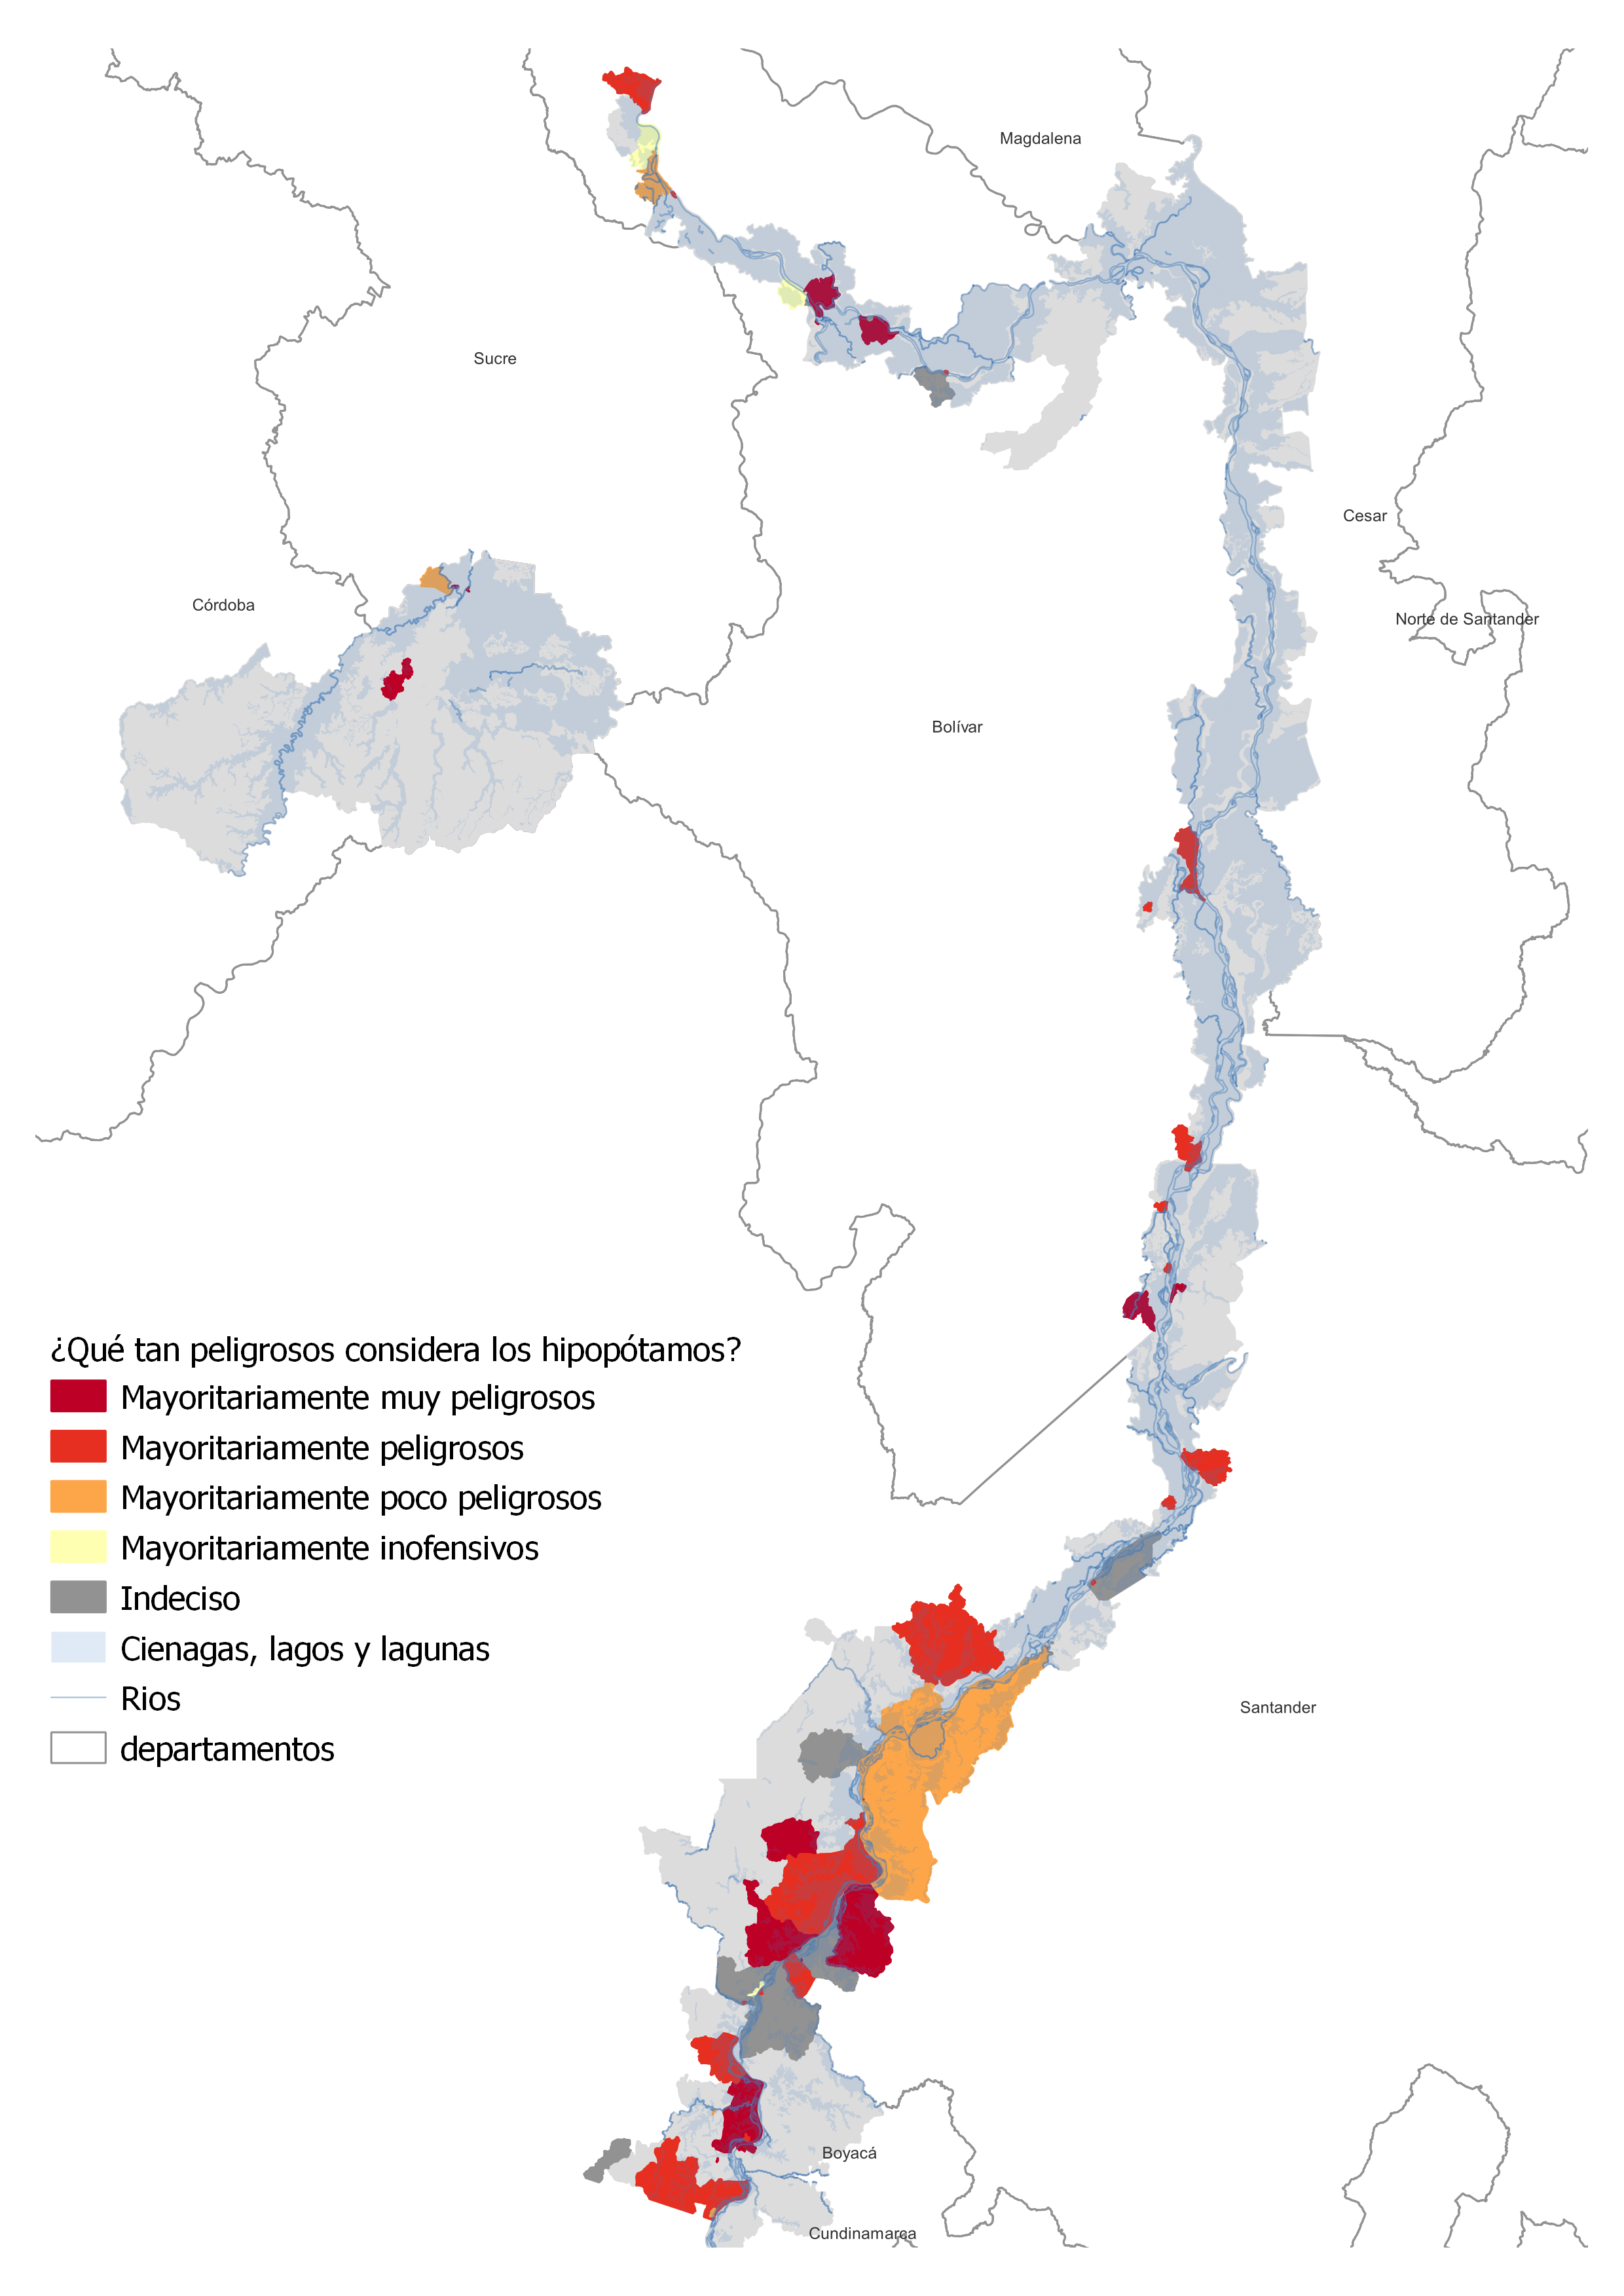 Magdalena
Sucre
Cesar
Córdoba
Norte de Santander
Bolívar
¿Qué tan peligrosos considera los hipopótamos?
Mayoritariamente muy peligrosos
Mayoritariamente peligrosos
Mayoritariamente poco peligrosos
Mayoritariamente inofensivos
Indeciso
Cienagas, lagos y lagunas
Rios
departamentos
Santander
Boyacá
Cundinamarca